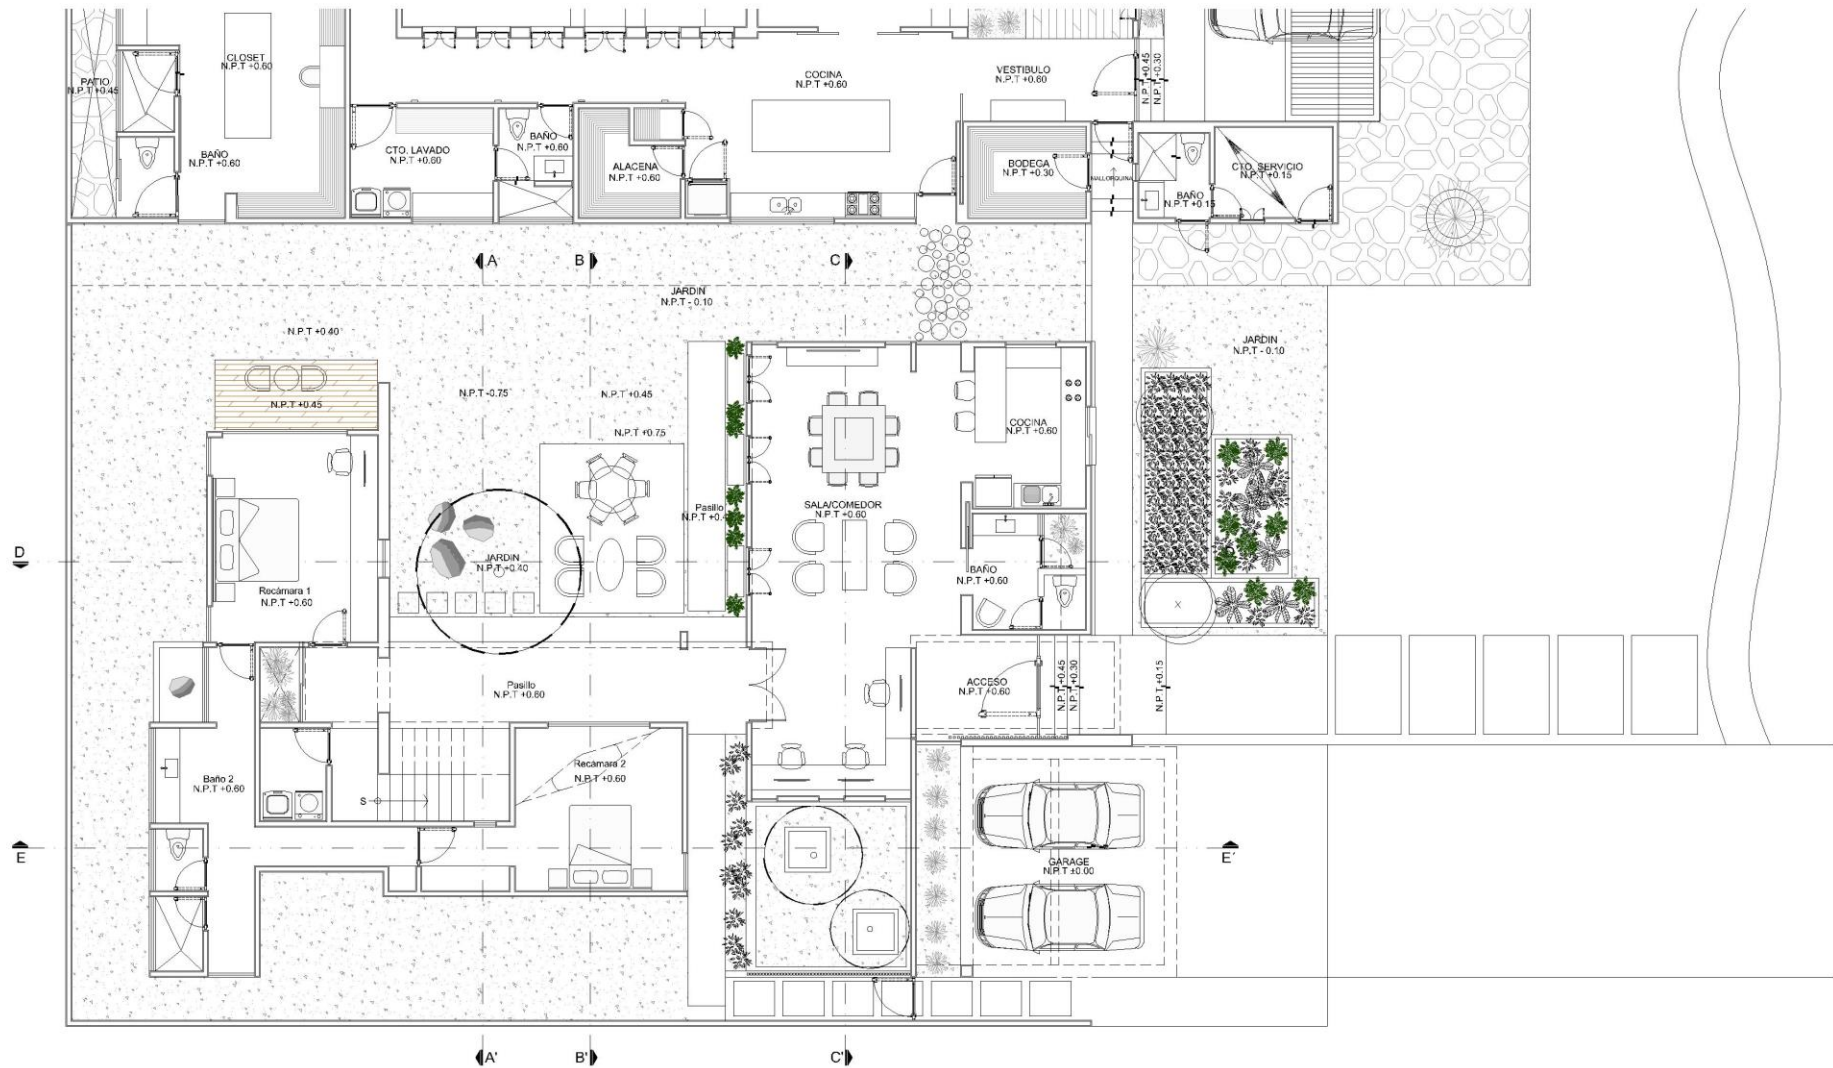 CLOSET
N.P.T +0.60
PATIO
N.P.T +0.45
BAÑO
N.P.T +0.60
CTO. LAVADO
N.P.T +0.60
BAÑO
N.P.T +0.60
ALACENA
N.P.T +0.60
COCINA
N.P.T +0.60
VESTIBULO
N.P.T +0.60
N.P.T +0.45
N.P.T +0.30
BODEGA
N.P.T +0.30
MALLORQUINA
BAÑO
N.P.T +0.15
CTO. SERVICIO
N.P.T +0.15
A
B
C
JARDIN
N.P.T - 0.10
N.P.T +0.40
N.P.T +0.45
N.P.T -0.75
N.P.T +0.45
N.P.T +0.75
JARDIN
N.P.T - 0.10
COCINA
N.P.T +0.60
Pasillo
SALA/COMEDOR
N.P.T +0.60
D
JARDIN
N.P.T +0.40
BAÑO
N.P.T +0.60
Recámara 1
N.P.T +0.60
Pasillo
N.P.T +0.60
ACCESO
N.P.T +0.60
N.P.T +0.45
N.P.T +0.30
N.P.T +0.15
Baño 2
N.P.T +0.60
S
Recámara 2
N.P.T +0.60
E
E'
GARAGE
N.P.T ±0.00
A'
B'
C'